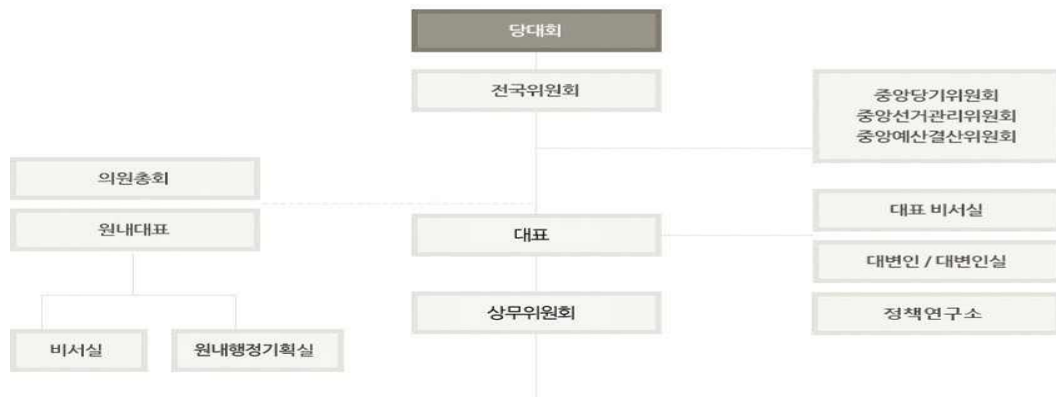 당대회
전국위원회
중앙당기위원회
중앙선거관리위원회
중앙예산결산위원회
의원총회
원내대표
대표
대표 비서실
대변인 / 대변인실
상무위원회
정책연구소
비서실
원내행정기획실